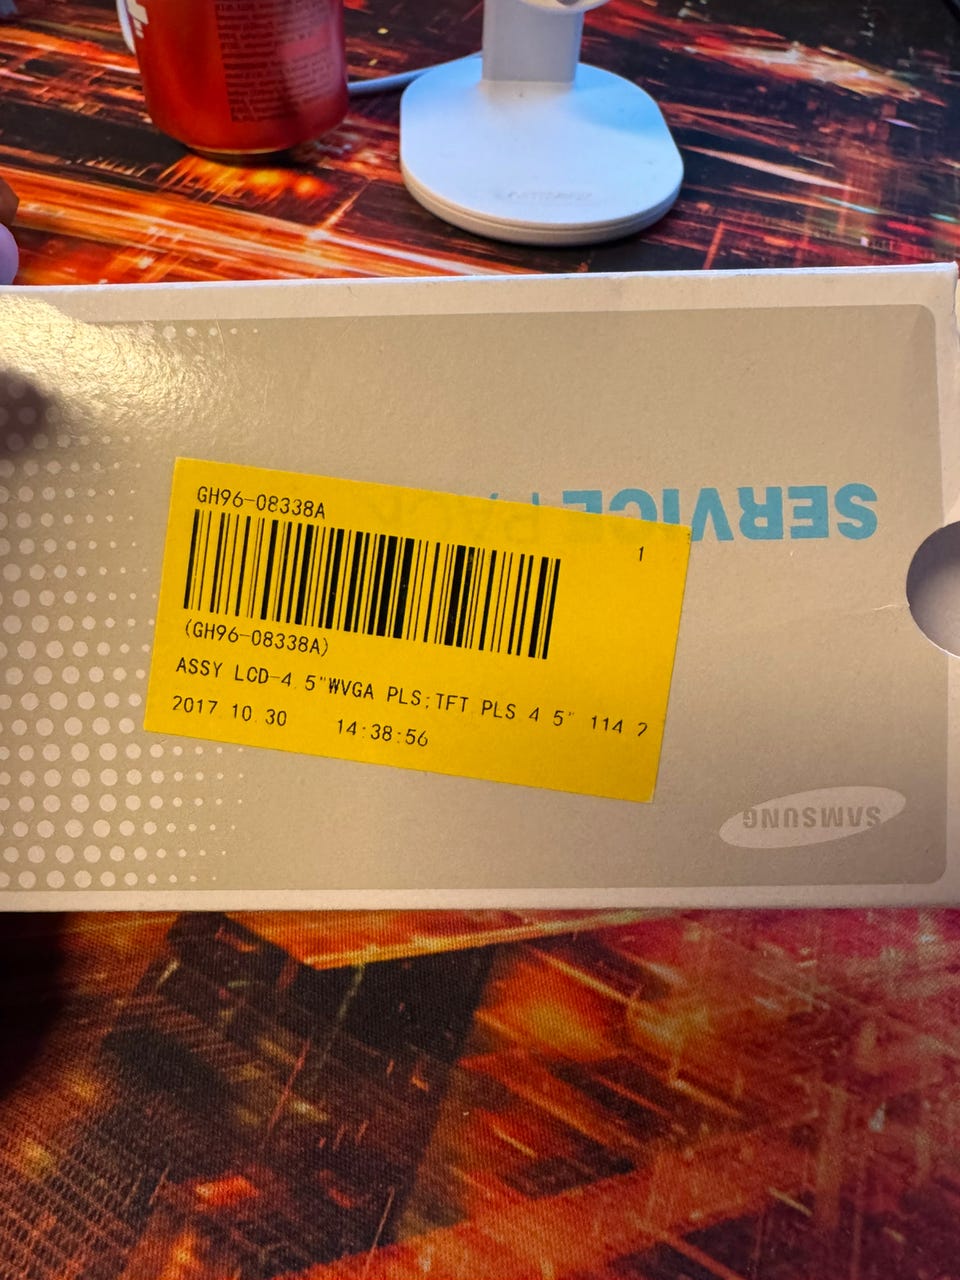 GH96-08338A
1
(GH96-08338A)
ASSY LCD-4.5"WVGA PLS;TFT PLS 4.5" 114.2
2017.10.30 14:38:56
SERVICE PACK
SAMSUNG